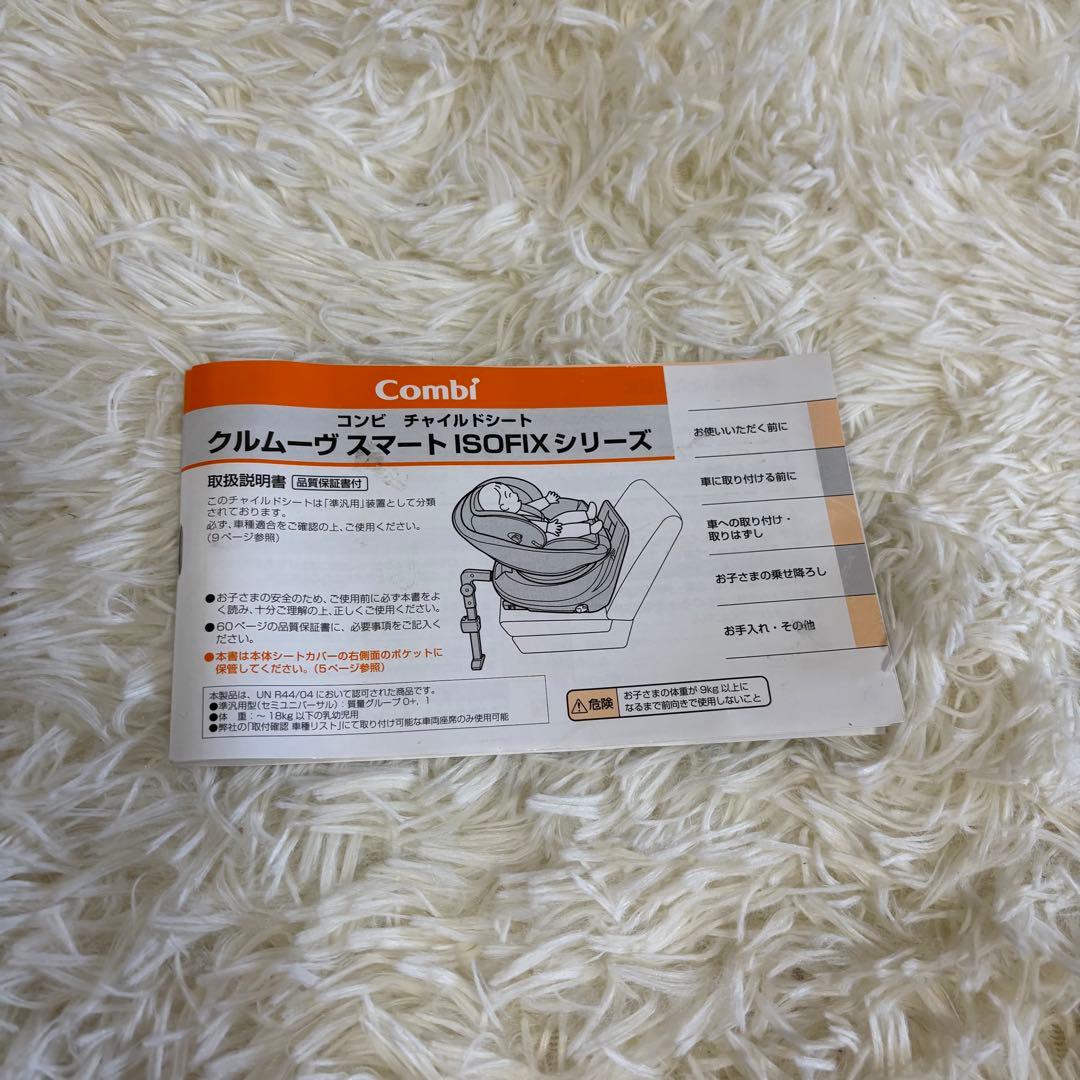 Combi
コンビ チャイルドシート
クルムーヴ スマート ISOFIXシリーズ
取扱説明書 品質保証書付
このチャイルドシートは「準汎用」装置として分類
されております。
必ず、車種適合をご確認の上、ご使用ください。
(9ページ参照)
●お子さまの安全のため、ご使用前に必ず本書をよ
く読み、十分ご理解の上、正しくご使用ください。
●60ページの品質保証書に、必要事項をご記入く
ださい。
●本書は本体シートカバーの右側面のポケットに
保管してください。(5ページ参照)
本製品は、UN R44/04 において認可された商品です。
●準汎用型(セミユニバーサル):質量グループ0+, 1
●体 重:~18kg以下の乳幼児用
●弊社の「取付確認 車種リスト」にて取り付け可能な車両座席のみ使用可能
危険 お子さまの体重が9kg以上に
なるまで前向きで使用しないこと
お使いいただく前に
車に取り付ける前に
車への取り付け・
取りはずし
お子さまの乗せ降ろし
お手入れ・その他